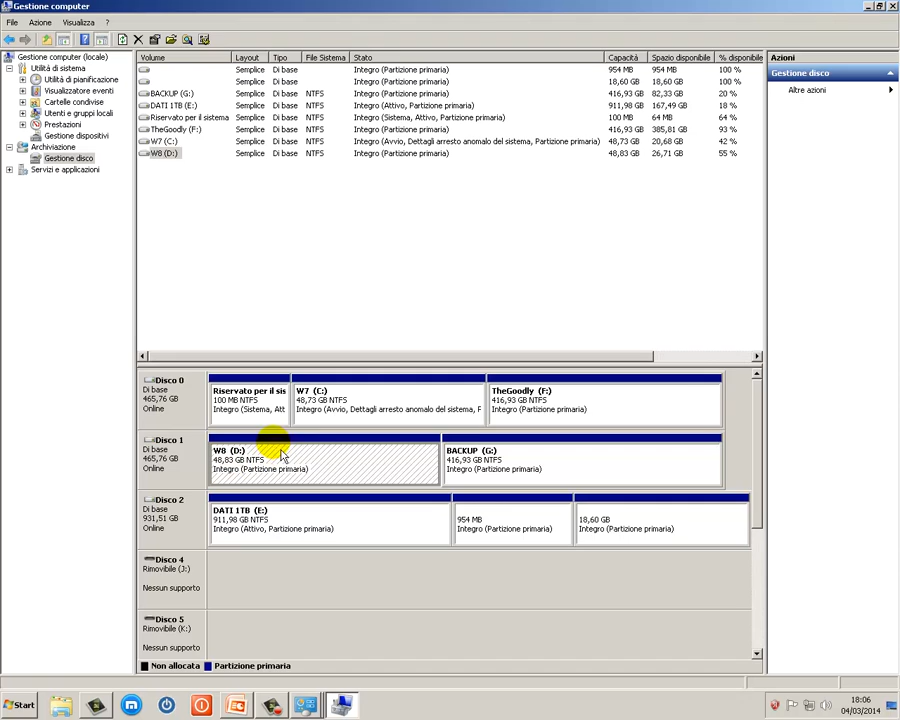 Gestione computer
File Azione Visualizza ?
Gestione computer (locale)
Utilità di sistema
Utilità di pianificazione
Visualizzatore eventi
Cartelle condivise
Utenti e gruppi locali
Prestazioni
Gestione dispositivi
Archiviazione
Gestione disco
Servizi e applicazioni
Volume Layout Tipo File Sistema Stato Capacità Spazio disponibile % disponibile
Semplice Di base Integro (Partizione primaria) 954 MB 954 MB 100 %
Semplice Di base Integro (Partizione primaria) 18,60 GB 18,60 GB 100 %
BACKUP (G:) Semplice Di base NTFS Integro (Partizione primaria) 416,93 GB 82,33 GB 20 %
DATI 1TB (E:) Semplice Di base NTFS Integro (Attivo, Partizione primaria) 911,98 GB 167,49 GB 18 %
Riservato per il sistema Semplice Di base NTFS Integro (Sistema, Attivo, Partizione primaria) 100 MB 64 MB 64 %
TheGoodly (F:) Semplice Di base NTFS Integro (Partizione primaria) 416,93 GB 385,81 GB 93 %
W7 (C:) Semplice Di base NTFS Integro (Avvio, Dettagli arresto anomalo del sistema, Partizione primaria) 48,73 GB 20,68 GB 42 %
W8 (D:) Semplice Di base NTFS Integro (Partizione primaria) 48,83 GB 26,71 GB 55 %
Azioni
Gestione disco
Altre azioni
Disco 0
Di base
465,76 GB
Online
Riservato per il sis
100 MB NTFS
Integro (Sistema, Att
W7 (C:)
48,73 GB NTFS
Integro (Avvio, Dettagli arresto anomalo del sistema, F
TheGoodly (F:)
416,93 GB NTFS
Integro (Partizione primaria)
Disco 1
Di base
465,76 GB
Online
W8 (D:)
48,83 GB NTFS
Integro (Partizione primaria)
BACKUP (G:)
416,93 GB NTFS
Integro (Partizione primaria)
Disco 2
Di base
931,51 GB
Online
DATI 1TB (E:)
911,98 GB NTFS
Integro (Attivo, Partizione primaria)
954 MB
Integro (Partizione primaria)
18,60 GB
Integro (Partizione primaria)
Disco 4
Rimovibile (J:)
Nessun supporto
Disco 5
Rimovibile (K:)
Nessun supporto
Non allocata Partizione primaria
Start
18:06
04/03/2014